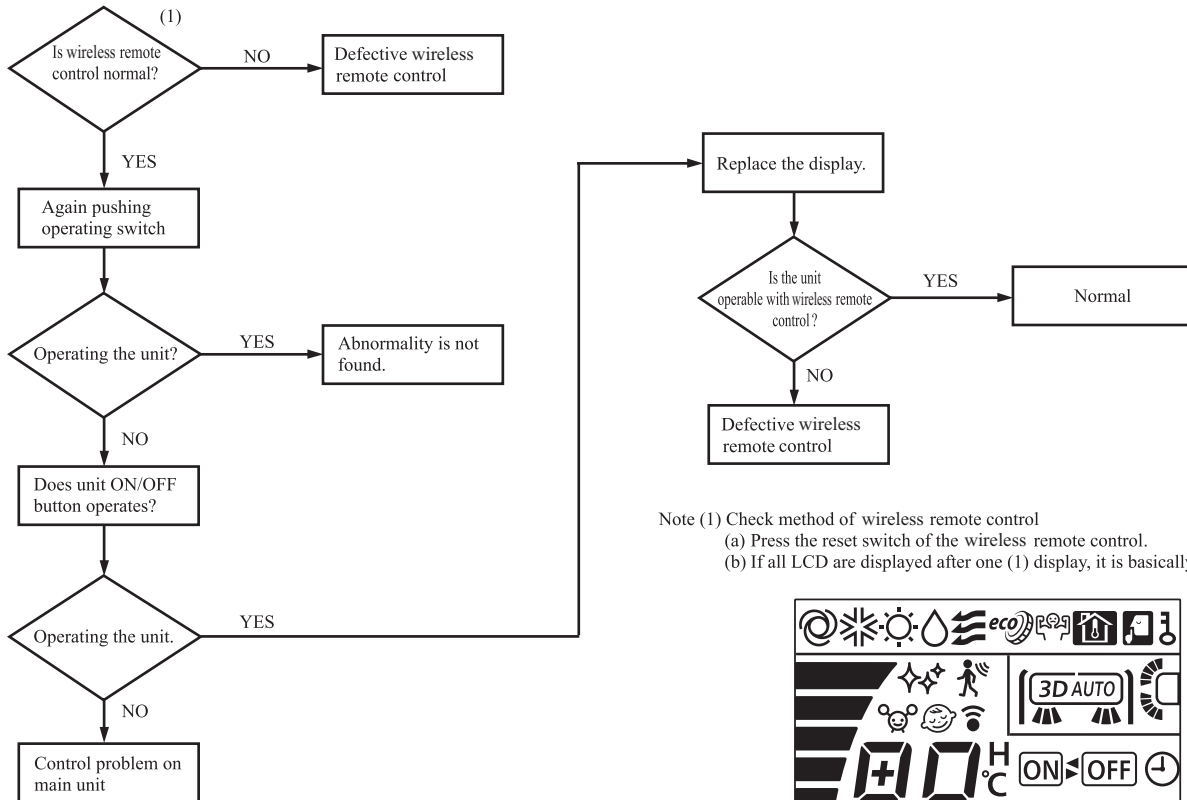 (1)
Is wireless remote
control normal?
NO
Defective wireless
remote control
YES
Again pushing
operating switch
Operating the unit?
YES
Abnormality is not
found.
NO
Does unit ON/OFF
button operates?
Operating the unit.
YES
NO
Control problem on
main unit
Replace the display.
Is the unit
operable with wireless remote
control?
YES
Normal
NO
Defective wireless
remote control
Note (1) Check method of wireless remote control
(a) Press the reset switch of the wireless remote control.
(b) If all LCD are displayed after one (1) display, it is basically
eco
3D AUTO
H
°C
ON OFF